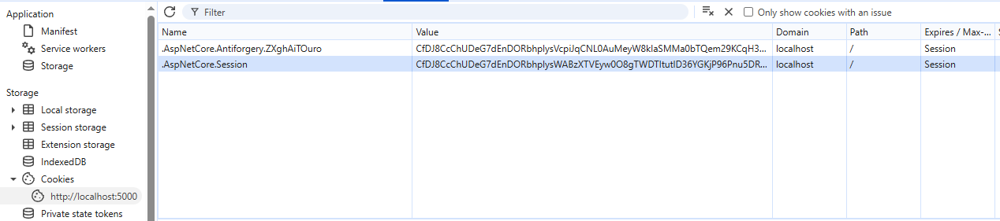 Application
Manifest
Service workers
Storage
Storage
Local storage
Session storage
Extension storage
IndexedDB
Cookies
http://localhost:5000
Private state tokens
Filter
Only show cookies with an issue
Name Value Domain Path Expires / Max-...
.AspNetCore.Antiforgery.ZXghAiTOuro localhost / Session
.AspNetCore.Session localhost / Session